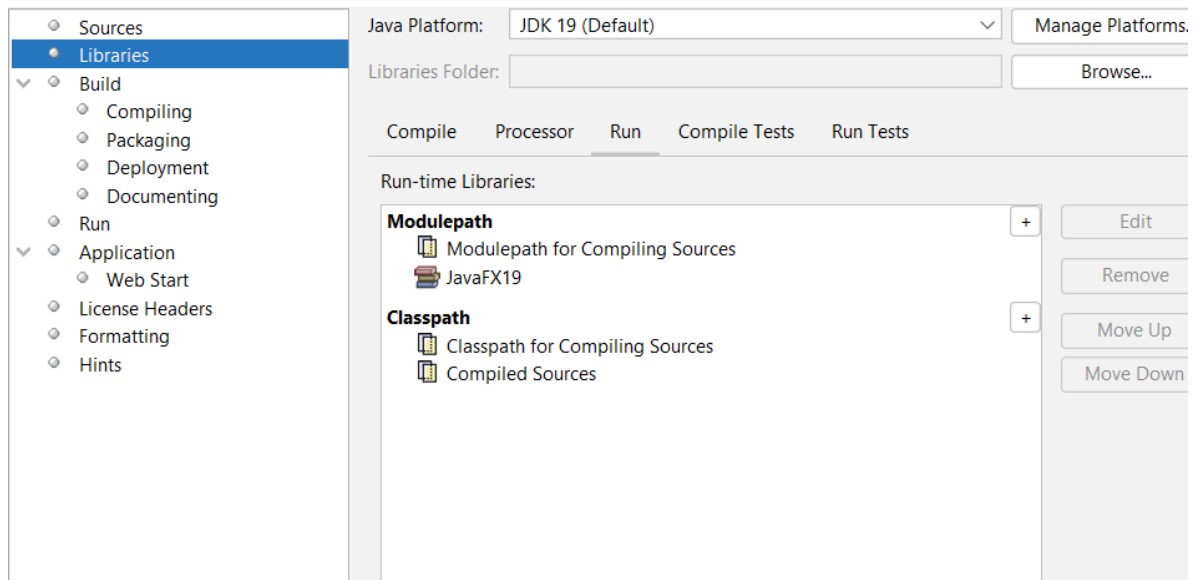 Sources
Libraries
Build
Compiling
Packaging
Deployment
Documenting
Run
Application
Web Start
License Headers
Formatting
Hints
Java Platform: JDK 19 (Default) Manage Platforms.
Libraries Folder: Browse...
Compile Processor Run Compile Tests Run Tests
Run-time Libraries:
Modulepath + Edit
Modulepath for Compiling Sources
JavaFX19 Remove
Classpath +
Classpath for Compiling Sources Move Up
Compiled Sources Move Down